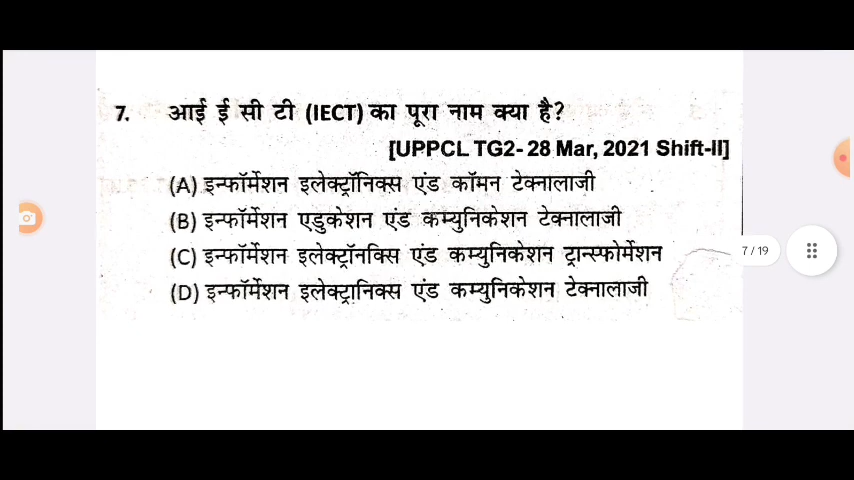 7. आई ई सी टी (IECT) का पूरा नाम क्या है?
[UPPCL TG2- 28 Mar, 2021 Shift-II]
(A) इन्फॉर्मेशन इलेक्ट्रॉनिक्स एंड कॉमन टेक्नालाजी
(B) इन्फॉर्मेशन एडुकेशन एंड कम्युनिकेशन टेक्नालाजी
(C) इन्फॉर्मेशन इलेक्ट्रॉनक्सि एंड कम्युनिकेशन ट्रान्स्फोर्मेशन
7 / 19
(D) इन्फॉर्मेशन इलेक्ट्रानिक्स एंड कम्युनिकेशन टेक्नालाजी